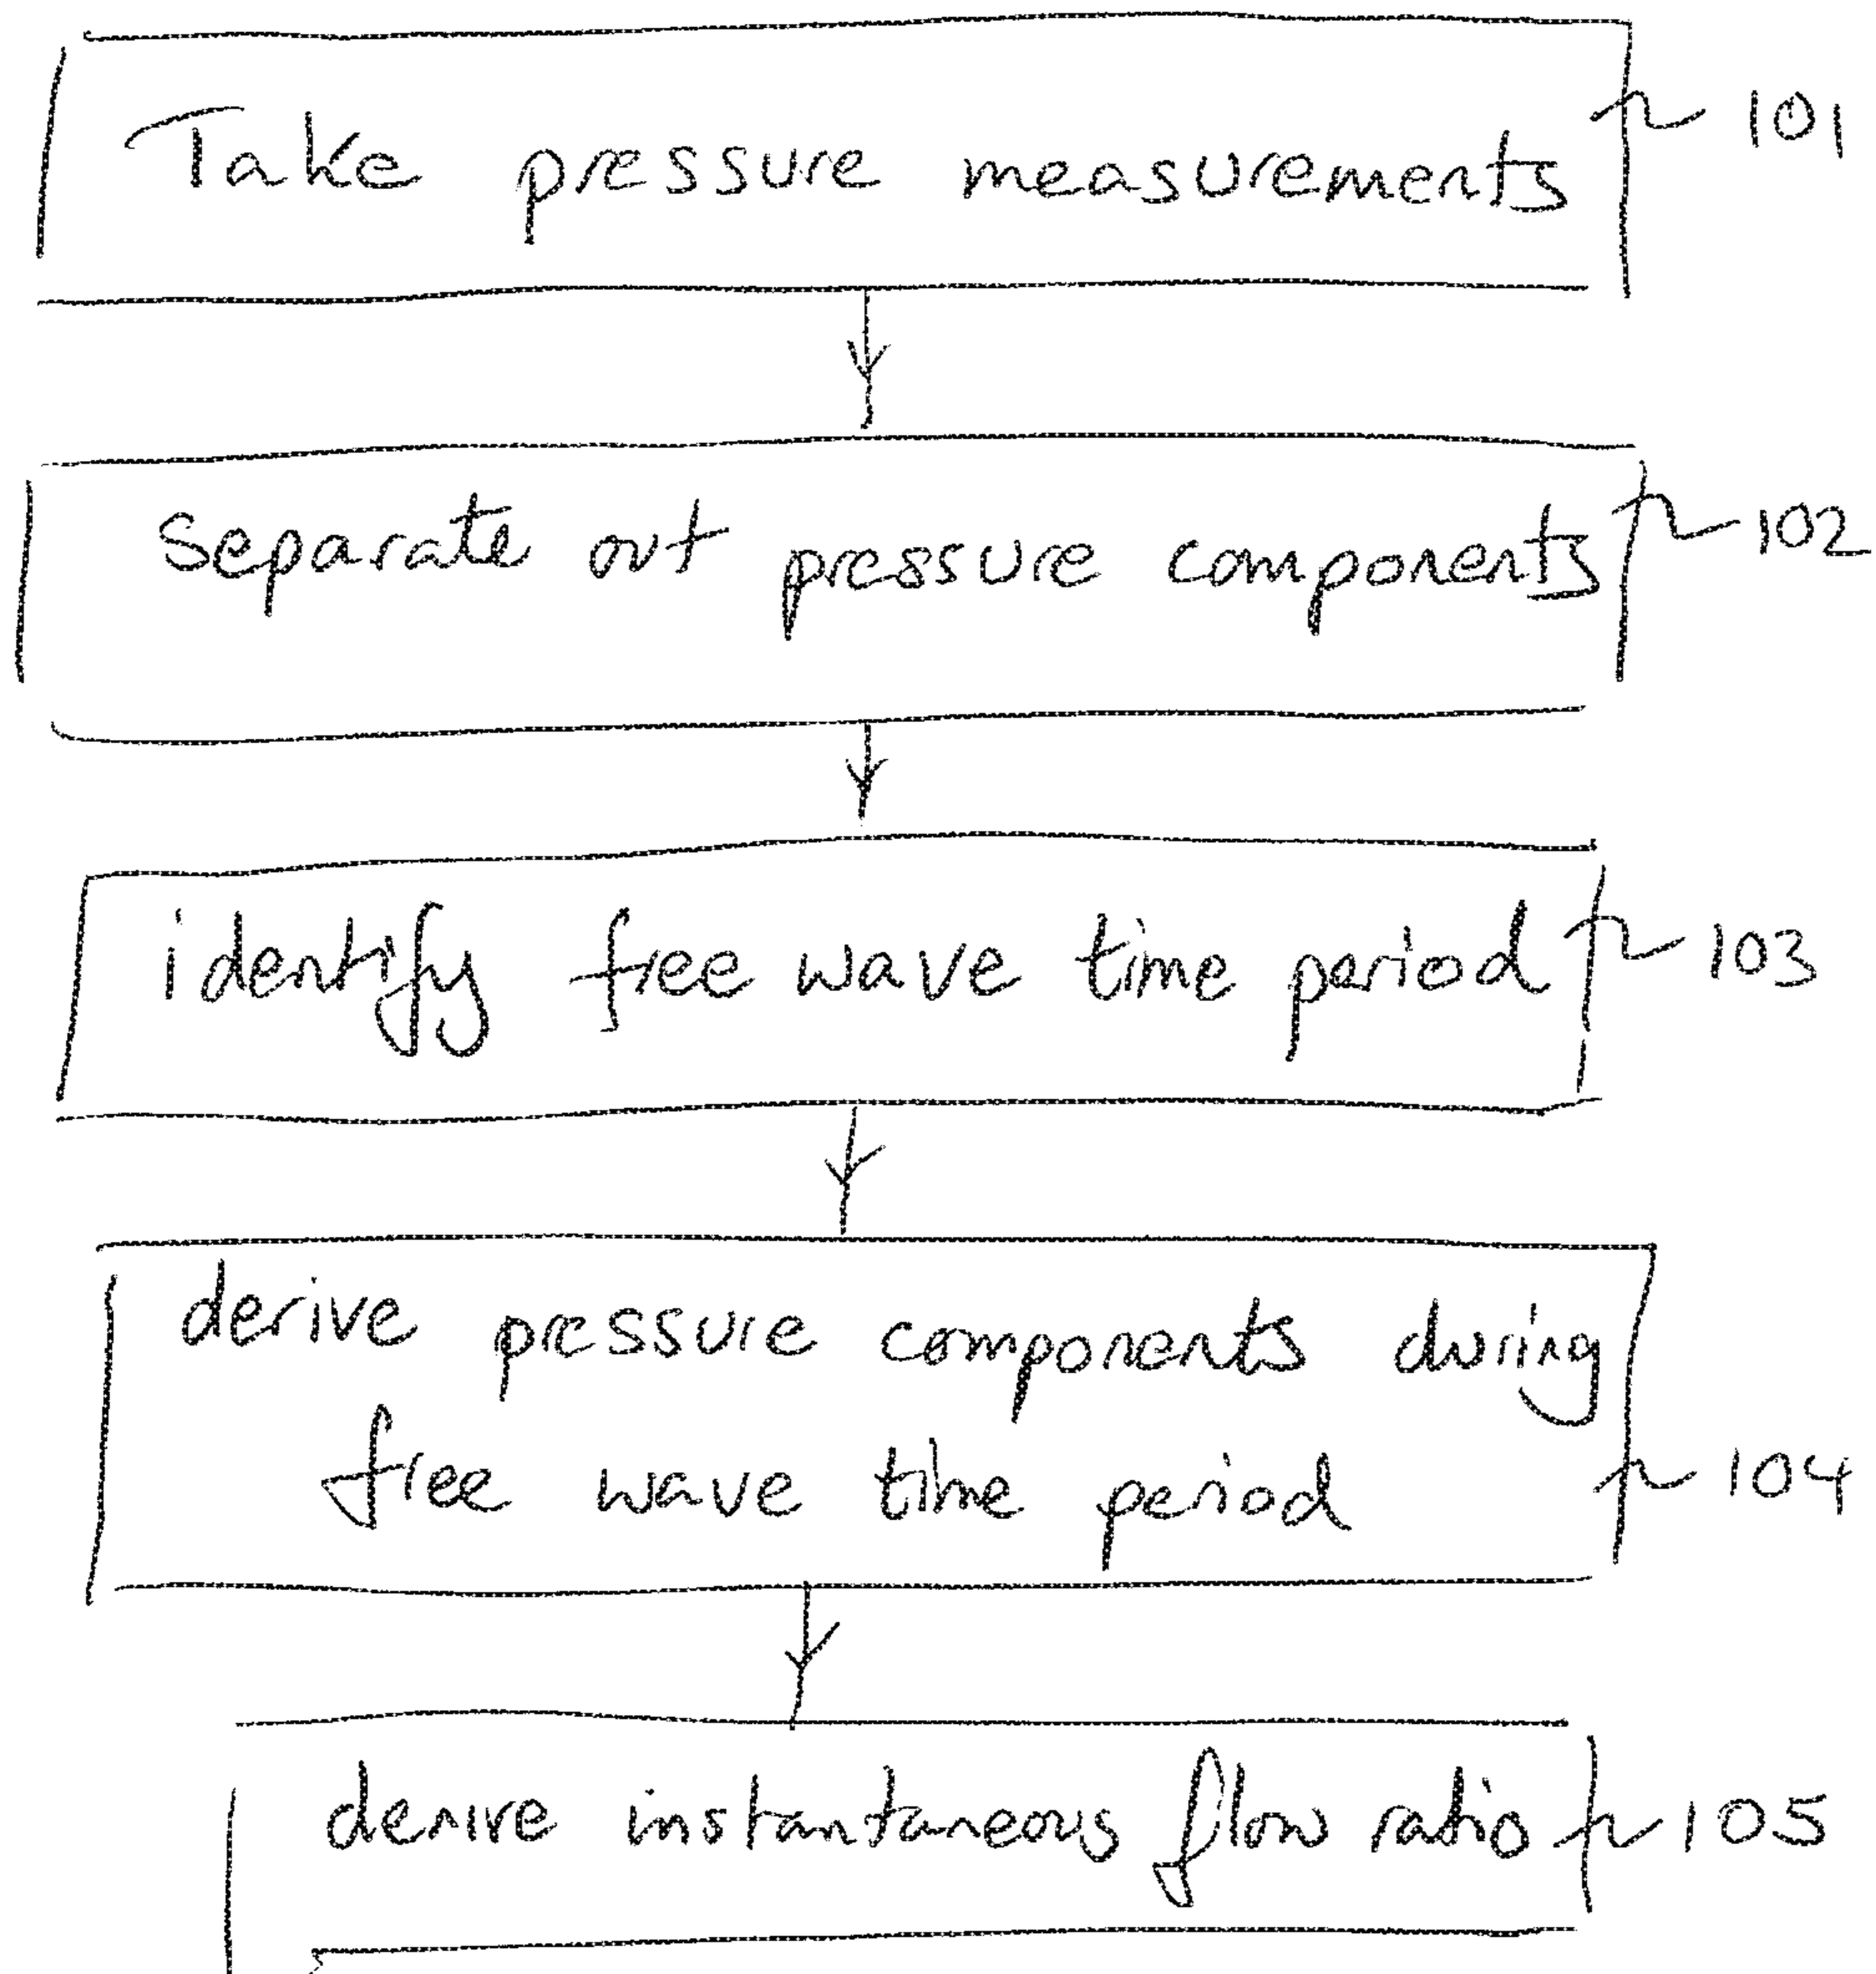 Take pressure measurements 101
Separate out pressure components 102
identify free wave time period 103
derive pressure components during
free wave time period 104
derive instantaneous flow ratio 105